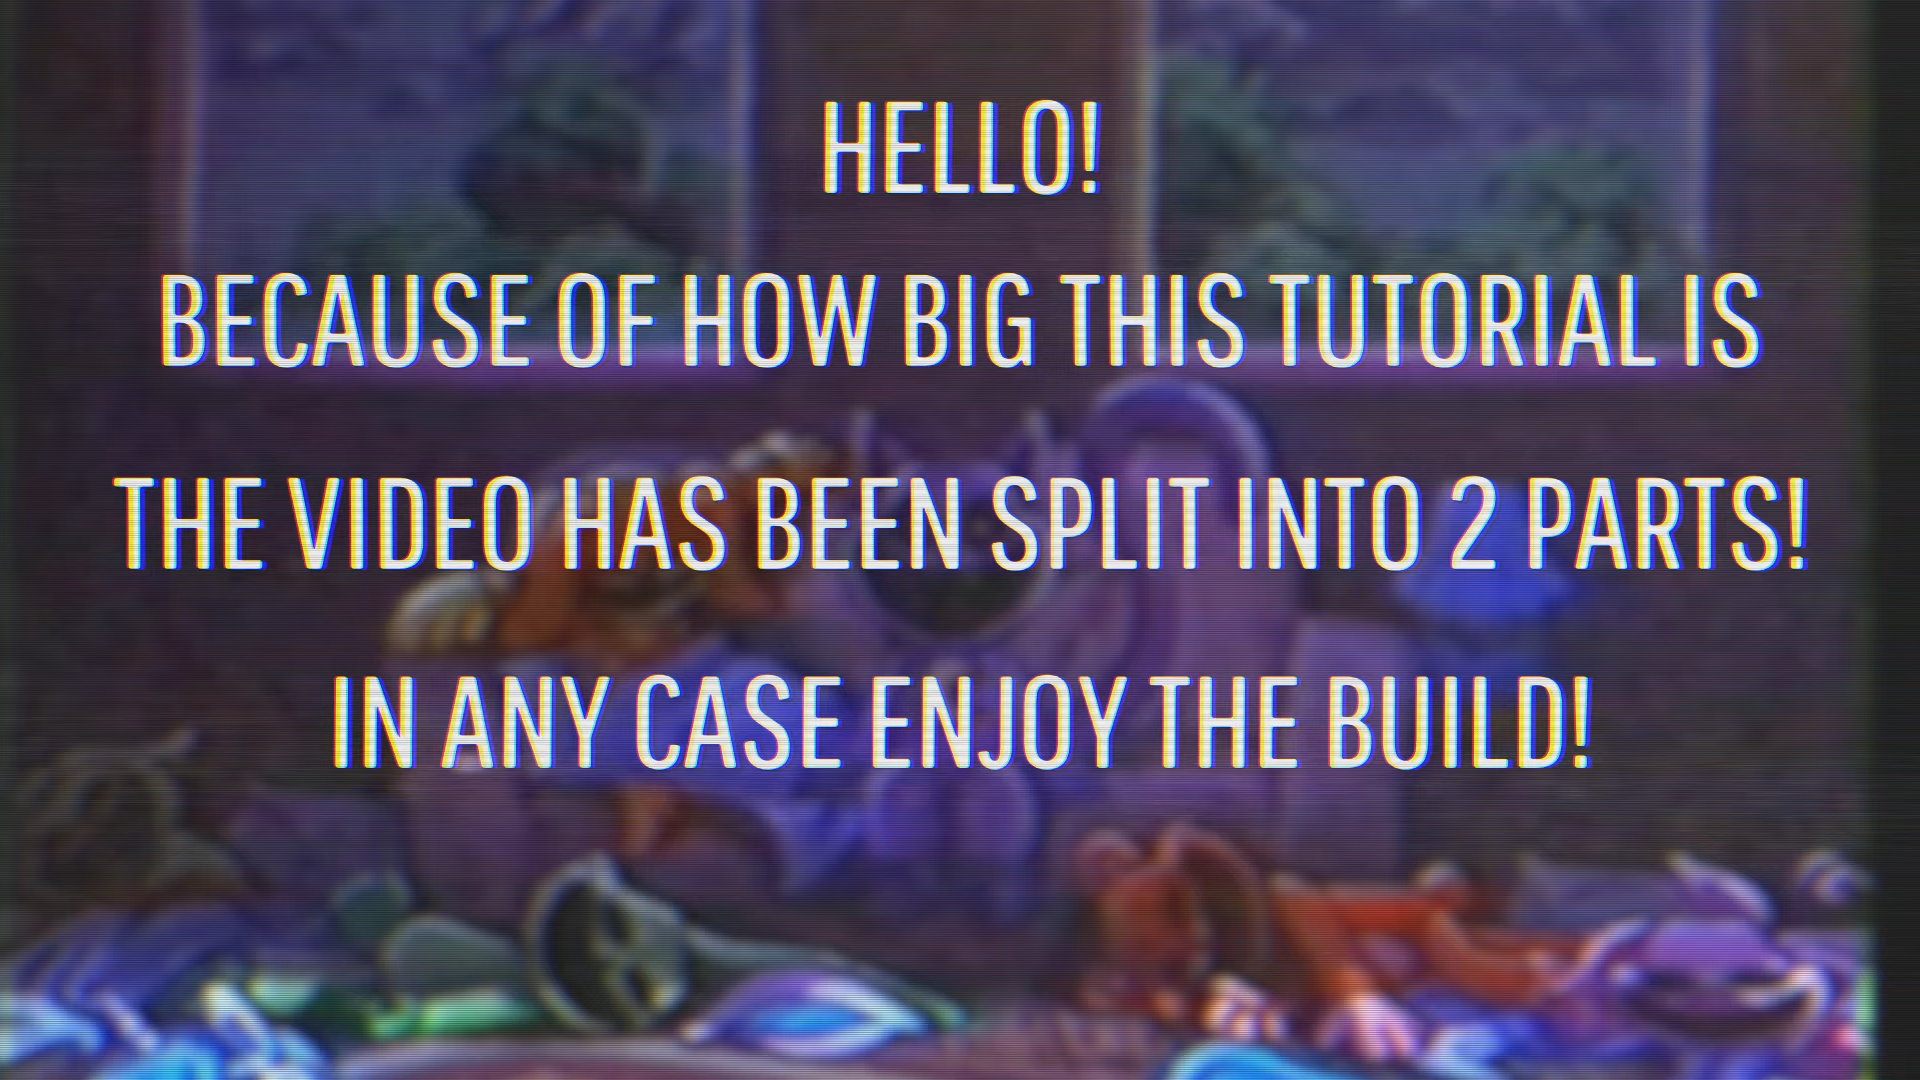 HELLO!
BECAUSE OF HOW BIG THIS TUTORIAL IS
THE VIDEO HAS BEEN SPLIT INTO 2 PARTS!
IN ANY CASE ENJOY THE BUILD!